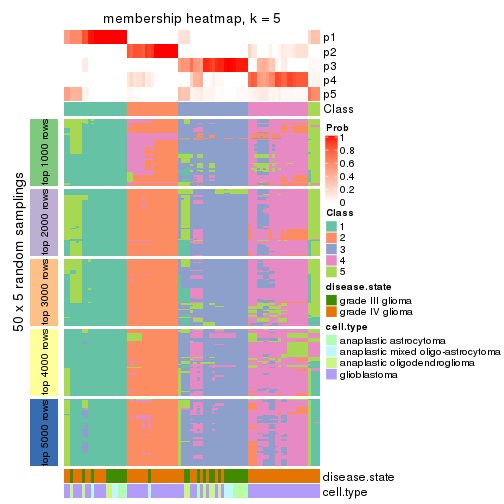 membership heatmap, k = 5
p1
p2
p3
p4
p5
Class
50 x 5 random samplings
top 1000 rows
top 2000 rows
top 3000 rows
top 4000 rows
top 5000 rows
disease.state
cell.type
Prob
1
0.8
0.6
0.4
0.2
0
Class
1
2
3
4
5
disease.state
grade III glioma
grade IV glioma
cell.type
anaplastic astrocytoma
anaplastic mixed oligo-astrocytoma
anaplastic oligodendroglioma
glioblastoma